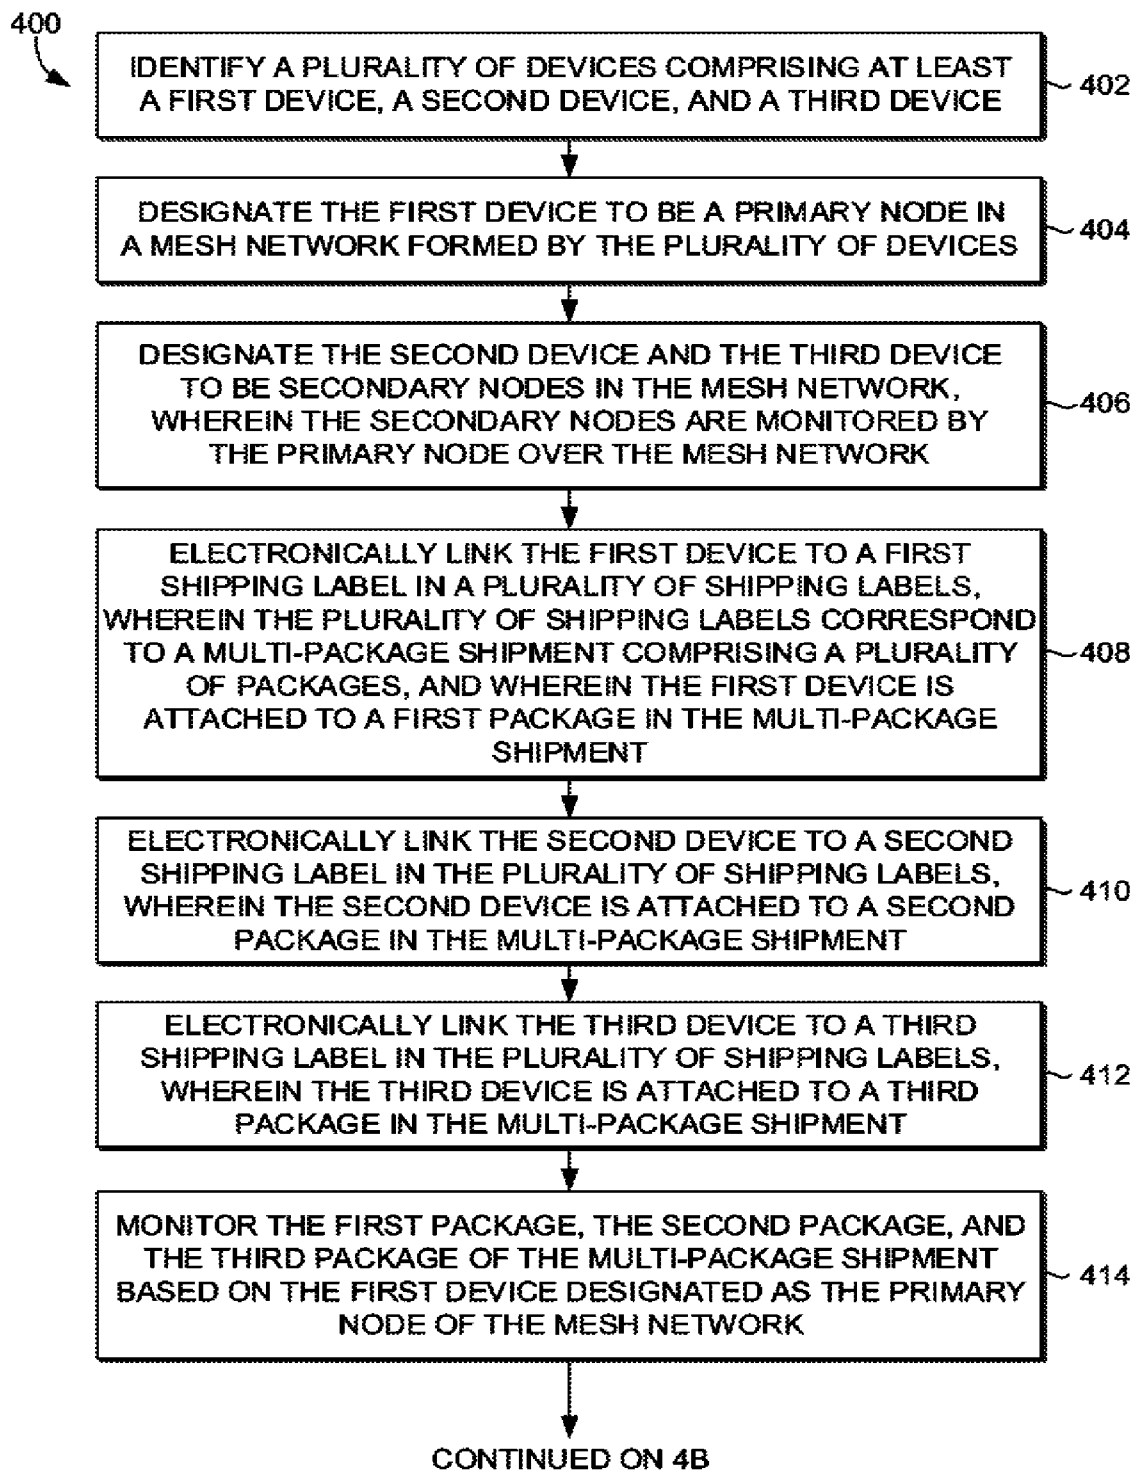 400
IDENTIFY A PLURALITY OF DEVICES COMPRISING AT LEAST
A FIRST DEVICE, A SECOND DEVICE, AND A THIRD DEVICE
402
DESIGNATE THE FIRST DEVICE TO BE A PRIMARY NODE IN
A MESH NETWORK FORMED BY THE PLURALITY OF DEVICES
404
DESIGNATE THE SECOND DEVICE AND THE THIRD DEVICE
TO BE SECONDARY NODES IN THE MESH NETWORK,
WHEREIN THE SECONDARY NODES ARE MONITORED BY
THE PRIMARY NODE OVER THE MESH NETWORK
406
ELECTRONICALLY LINK THE FIRST DEVICE TO A FIRST
SHIPPING LABEL IN A PLURALITY OF SHIPPING LABELS,
WHEREIN THE PLURALITY OF SHIPPING LABELS CORRESPOND
TO A MULTI-PACKAGE SHIPMENT COMPRISING A PLURALITY
OF PACKAGES, AND WHEREIN THE FIRST DEVICE IS
ATTACHED TO A FIRST PACKAGE IN THE MULTI-PACKAGE
SHIPMENT
408
ELECTRONICALLY LINK THE SECOND DEVICE TO A SECOND
SHIPPING LABEL IN THE PLURALITY OF SHIPPING LABELS,
WHEREIN THE SECOND DEVICE IS ATTACHED TO A SECOND
PACKAGE IN THE MULTI-PACKAGE SHIPMENT
410
ELECTRONICALLY LINK THE THIRD DEVICE TO A THIRD
SHIPPING LABEL IN THE PLURALITY OF SHIPPING LABELS,
WHEREIN THE THIRD DEVICE IS ATTACHED TO A THIRD
PACKAGE IN THE MULTI-PACKAGE SHIPMENT
412
MONITOR THE FIRST PACKAGE, THE SECOND PACKAGE, AND
THE THIRD PACKAGE OF THE MULTI-PACKAGE SHIPMENT
BASED ON THE FIRST DEVICE DESIGNATED AS THE PRIMARY
NODE OF THE MESH NETWORK
414
CONTINUED ON 4B